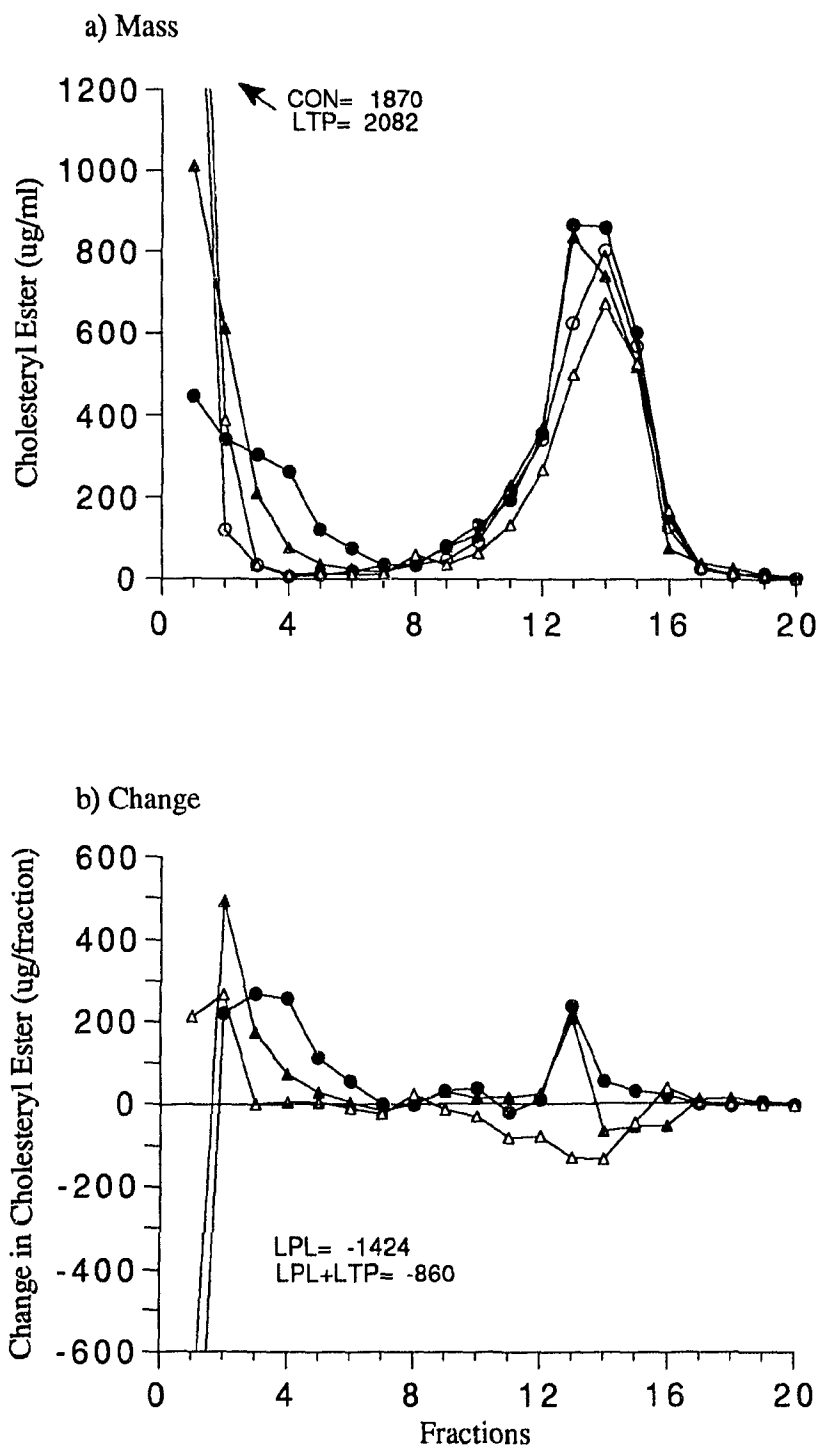 a) Mass
CON= 1870
LTP= 2082
Cholesteryl Ester (ug/ml)
1200
1000
800
600
400
200
0
0 4 8 12 16 20
b) Change
Change in Cholesteryl Ester (ug/fraction)
600
400
200
0
-200
-400
-600
LPL= -1424
LPL+LTP= -860
0 4 8 12 16 20
Fractions